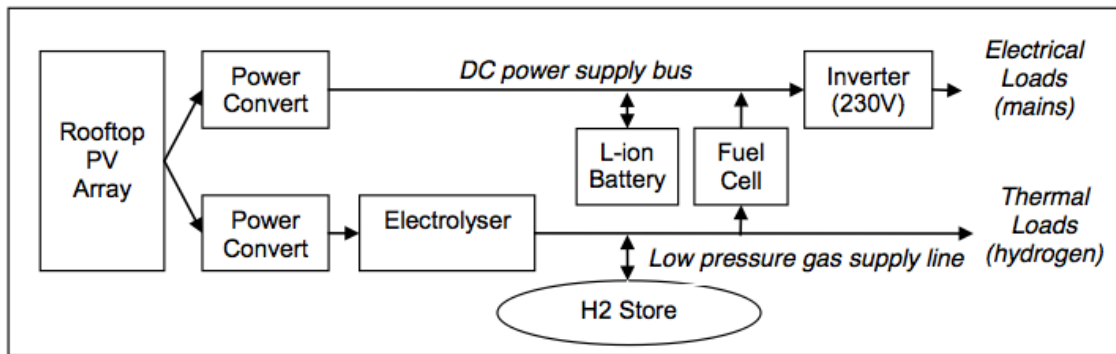 Rooftop
PV
Array
Power
Convert
DC power supply bus
Inverter
(230V)
Electrical
Loads
(mains)
L-ion
Battery
Fuel
Cell
Power
Convert
Electrolyser
Low pressure gas supply line
Thermal
Loads
(hydrogen)
H2 Store